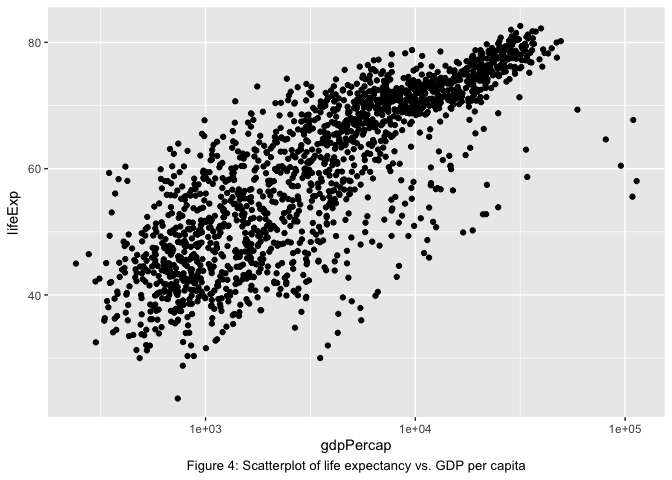 80
60
40
lifeExp
1e+03 1e+04 1e+05
gdpPercap
Figure 4: Scatterplot of life expectancy vs. GDP per capita